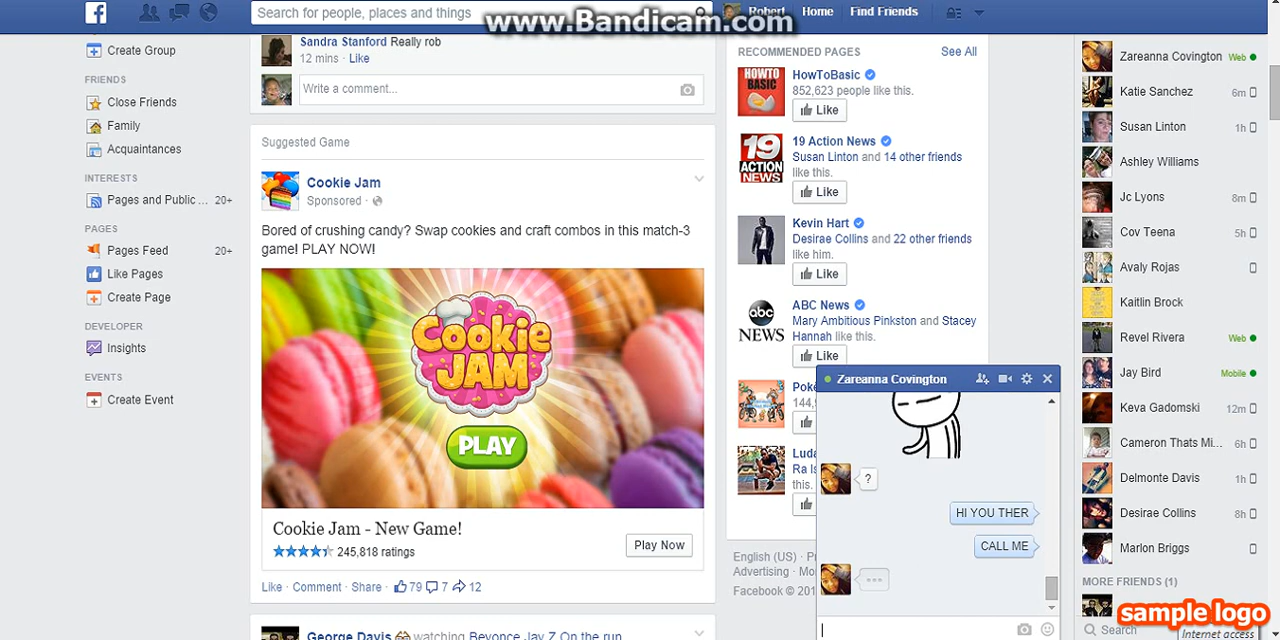 Search for people, places and things
Robert
Home
Find Friends
www.Bandicam.com
Create Group
FRIENDS
Close Friends
Family
Acquaintances
INTERESTS
Pages and Public ... 20+
PAGES
Pages Feed 20+
Like Pages
Create Page
DEVELOPER
Insights
EVENTS
Create Event
Sandra Stanford Really rob
12 mins · Like
Write a comment...
Suggested Game
Cookie Jam
Sponsored ·
Bored of crushing candy? Swap cookies and craft combos in this match-3
game! PLAY NOW!
Cookie
JAM
PLAY
Cookie Jam - New Game!
245,818 ratings
Play Now
Like · Comment · Share · 79 7 12
George Davis watching Beyonce Jay Z On the run
RECOMMENDED PAGES See All
HOWTO
BASIC
HowToBasic
852,623 people like this.
Like
19
ACTION
NEWS
19 Action News
Susan Linton and 14 other friends
like this.
Like
Kevin Hart
Desirae Collins and 22 other friends
like him.
Like
abc
NEWS
ABC News
Mary Ambitious Pinkston and Stacey
Hannah like this.
Like
English (US) ·
Advertising ·
Facebook ©
Zareanna Covington
?
HI YOU THER
CALL ME
Zareanna Covington Web
Katie Sanchez 6m
Susan Linton 1h
Ashley Williams
Jc Lyons 8m
Cov Teena 5h
Avaly Rojas
Kaitlin Brock
Revel Rivera Web
Jay Bird Mobile
Keva Gadomski 12m
Cameron Thats Mi... 6h
Delmonte Davis 1h
Desirae Collins 8h
Marlon Briggs
MORE FRIENDS (1)
Search
sample logo
Internet access